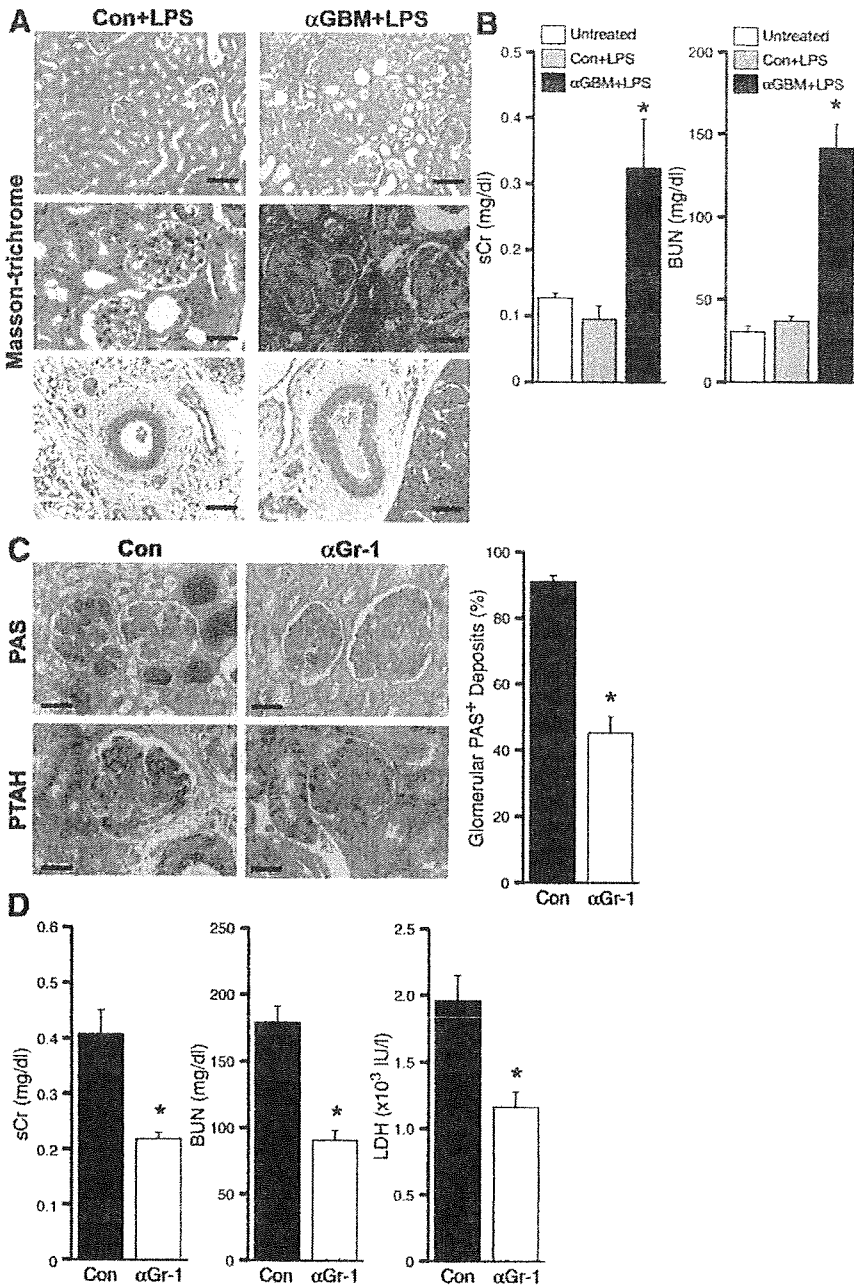 A
Con+LPS
αGBM+LPS
Masson-trichrome
B
Untreated
Con+LPS
αGBM+LPS
0.5
0.4
0.3
0.2
0.1
0
sCr (mg/dl)
*
Untreated
Con+LPS
αGBM+LPS
200
150
100
50
0
BUN (mg/dl)
*
C
Con
αGr-1
PAS
PTAH
100
80
60
40
20
0
Glomerular PAS+ Deposits (%)
*
Con
αGr-1
D
0.6
0.5
0.4
0.3
0.2
0.1
0
sCr (mg/dl)
*
Con
αGr-1
250
200
150
100
50
0
BUN (mg/dl)
*
Con
αGr-1
2.5
2.0
1.5
1.0
0.5
0
LDH (x10³ IU/l)
*
Con
αGr-1